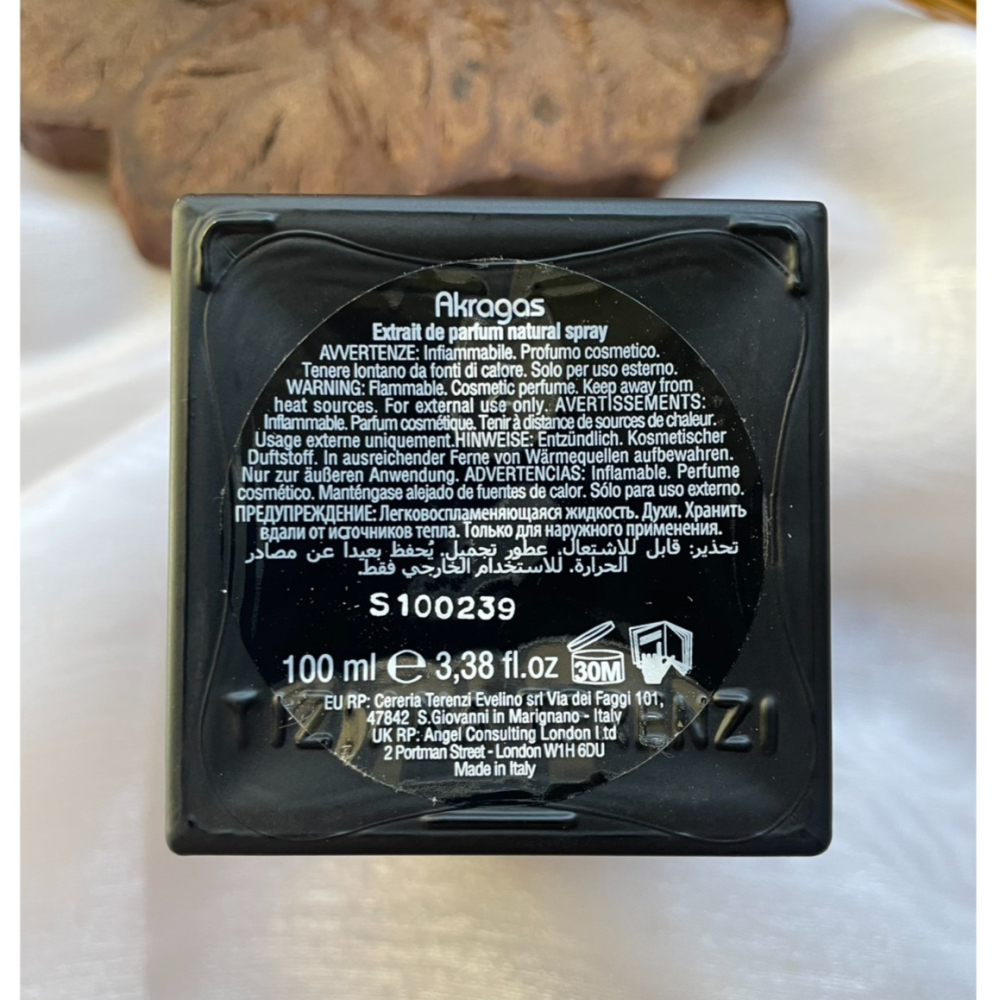 Akragas
Extrait de parfum natural spray
AVVERTENZE: Infiammabile. Profumo cosmetico.
Tenere lontano da fonti di calore. Solo per uso esterno.
WARNING: Flammable. Cosmetic perfume. Keep away from
heat sources. For external use only. AVERTISSEMENTS:
Inflammable. Parfum cosmétique. Tenir à distance de sources de chaleur.
Usage externe uniquement.HINWEISE: Entzündlich. Kosmetischer
Duftstoff. In ausreichender Ferne von Wärmequellen aufbewahren.
Nur zur äußeren Anwendung. ADVERTENCIAS: Inflamable. Perfume
cosmético. Manténgase alejado de fuentes de calor. Sólo para uso externo.
ПРЕДУПРЕЖДЕНИЕ: Легковоспламеняющаяся жидкость. Духи. Хранить
вдали от источников тепла. Только для наружного применения.
تحذير: قابل للاشتعال. عطور تجميل. يُحفظ بعيدا عن مصادر
الحرارة. للاستخدام الخارجي فقط.
S100239
100 ml e 3,38 fl.oz 30M
EU RP: Cereria Terenzi Evelino srl Via dei Faggi 101,
47842 S.Giovanni in Marignano - Italy
UK RP: Angel Consulting London Ltd
TIZI ENZI
2 Portman Street - London W1H 6DU
Made in Italy